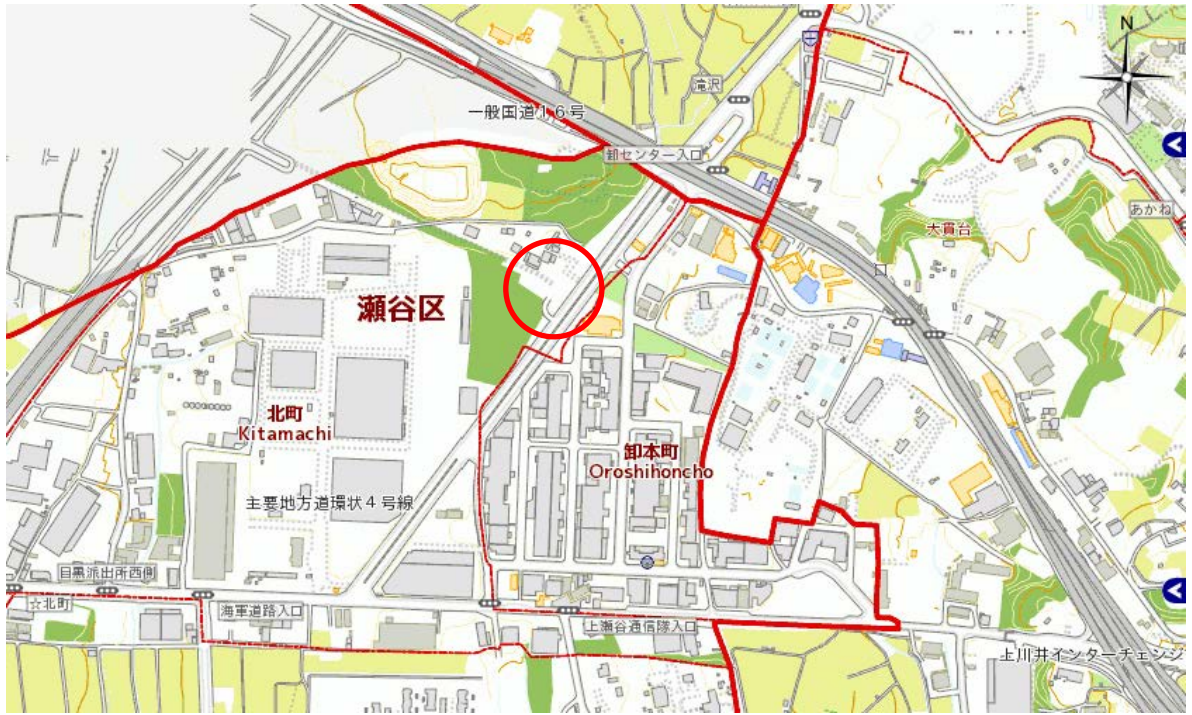 N
滝沢
一般国道16号
卸センター入口
あかね
大貫台
瀬谷区
北町
Kitamachi
卸本町
Oroshihoncho
主要地方道環状4号線
目黒派出所西側
☆北町
海軍道路入口
上瀬谷通信隊入口
上川井インターチェンジ